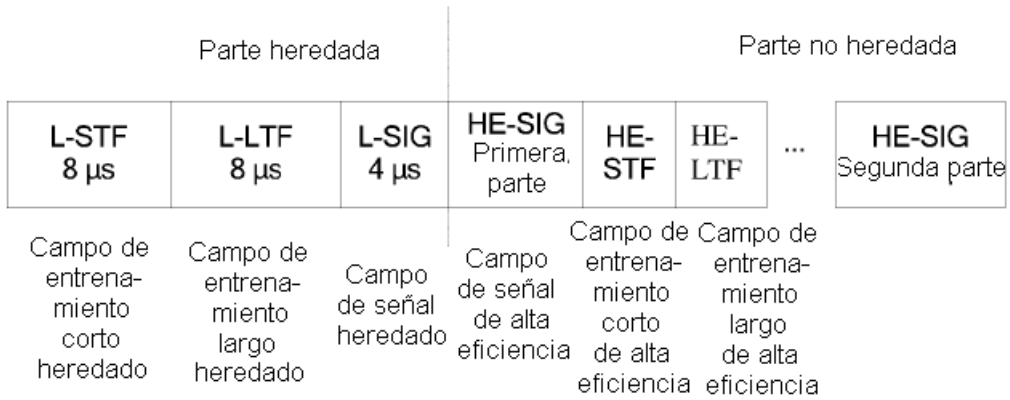 Parte heredada
Parte no heredada
L-STF
8 µs
L-LTF
8 µs
L-SIG
4 µs
HE-SIG
Primera,
parte
HE-
STF
HE-
LTF
...
HE-SIG
Segunda parte
Campo de
entrena-
miento
corto
heredado
Campo de
entrena-
miento
largo
heredado
Campo
de señal
heredado
Campo
de señal
de alta
eficiencia
Campo de
entrena-
miento
corto
de alta
eficiencia
Campo de
entrena-
miento
largo
de alta
eficiencia